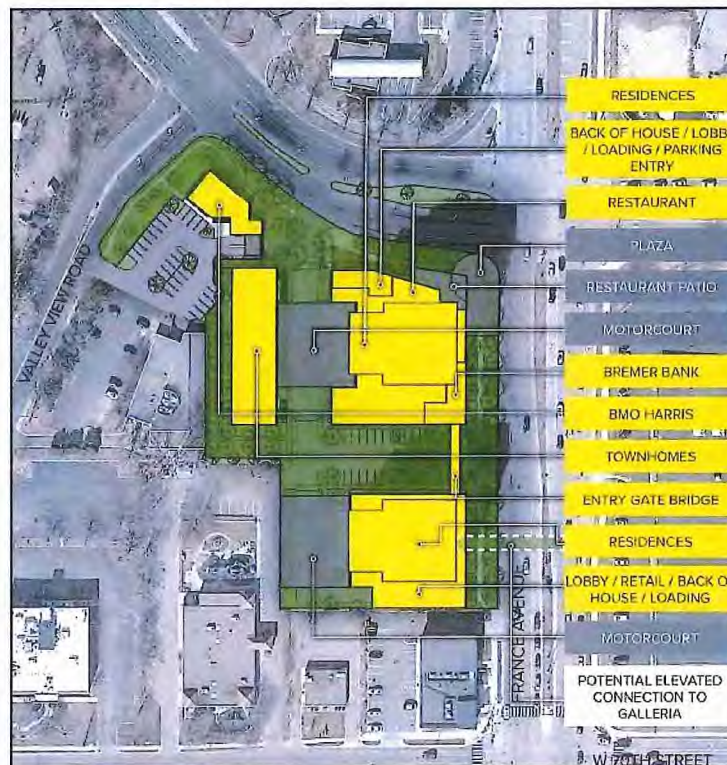 RESIDENCES
BACK OF HOUSE / LOBB
/ LOADING / PARKING
ENTRY
RESTAURANT
PLAZA
RESTAURANT PATIO
MOTORCOURT
BREMER BANK
BMO HARRIS
TOWNHOMES
ENTRY GATE BRIDGE
RESIDENCES
LOBBY / RETAIL / BACK O
HOUSE / LOADING
MOTORCOURT
POTENTIAL ELEVATED
CONNECTION TO
GALLERIA
VALLEY VIEW ROAD
FRANCE AVENUE
W 70TH STREET